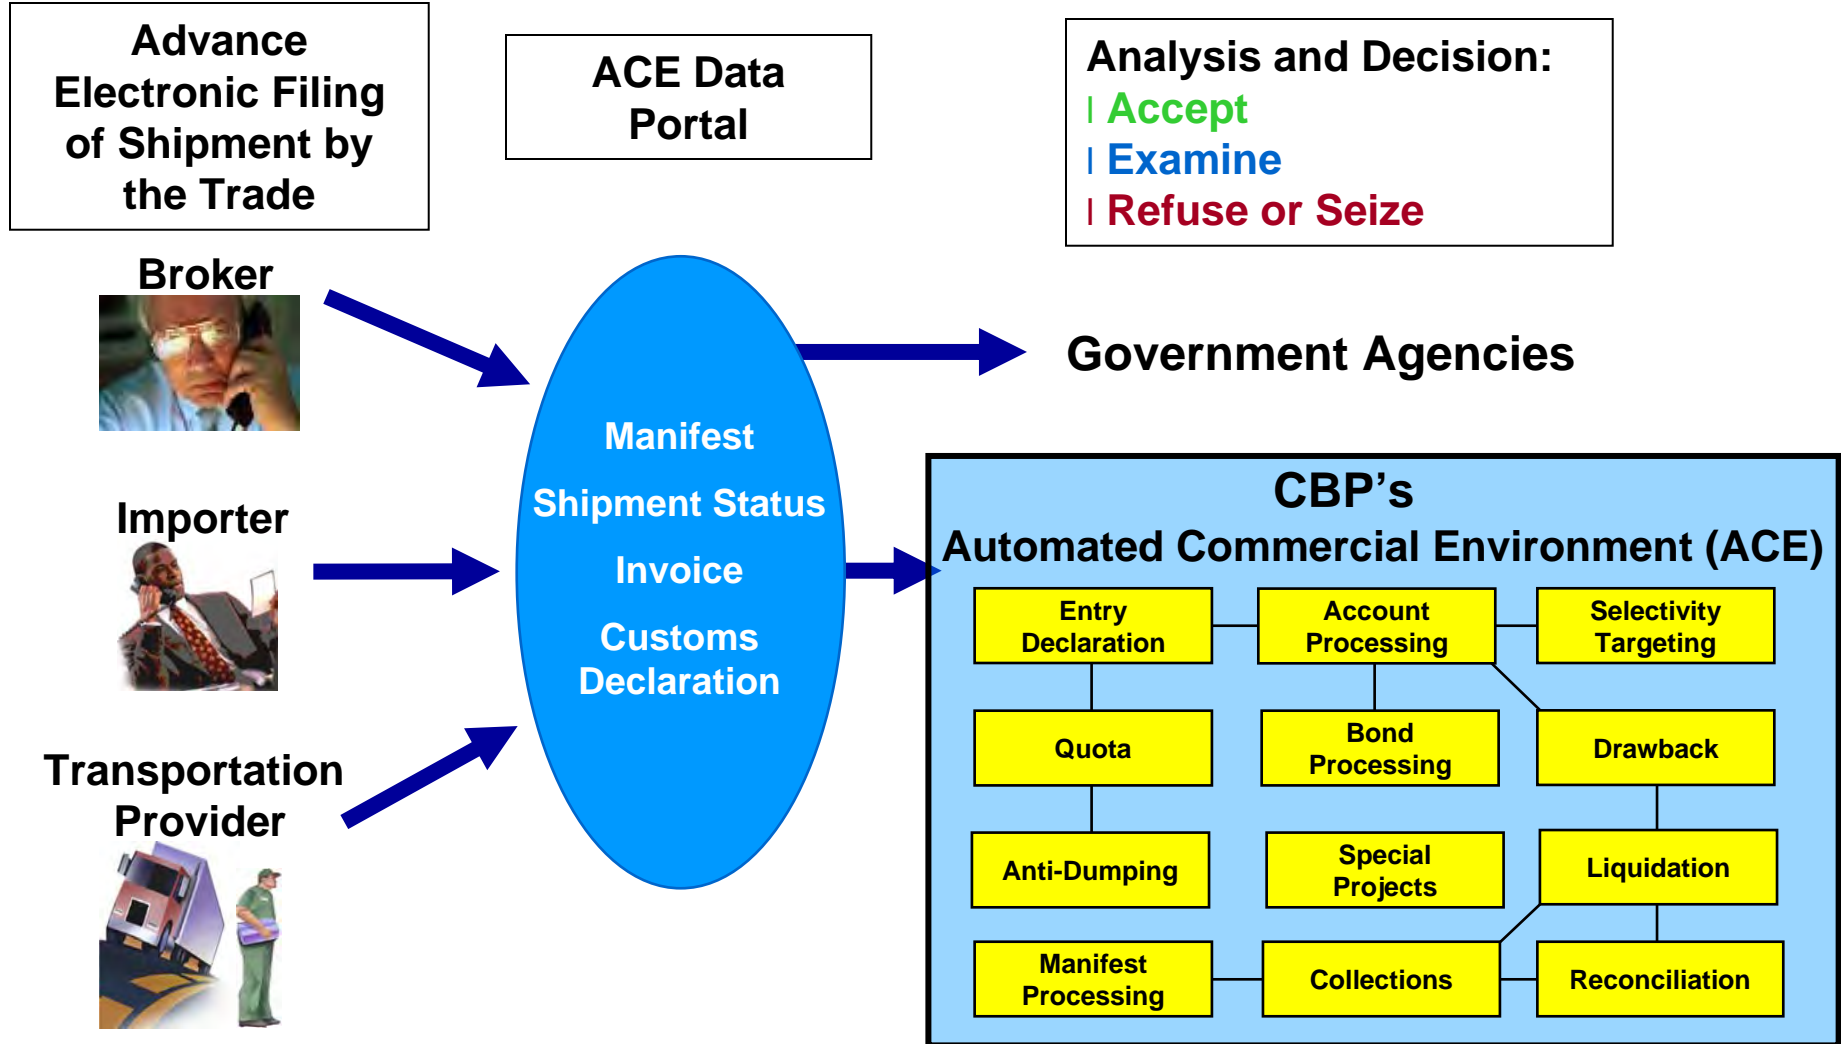 Advance
Electronic Filing
of Shipment by
the Trade
ACE Data
Portal
Analysis and Decision:
l Accept
l Examine
l Refuse or Seize
Broker
Importer
Transportation
Provider
Manifest
Shipment Status
Invoice
Customs
Declaration
Government Agencies
CBP's
Automated Commercial Environment (ACE)
Entry
Declaration
Account
Processing
Selectivity
Targeting
Quota
Bond
Processing
Drawback
Anti-Dumping
Special
Projects
Liquidation
Manifest
Processing
Collections
Reconciliation